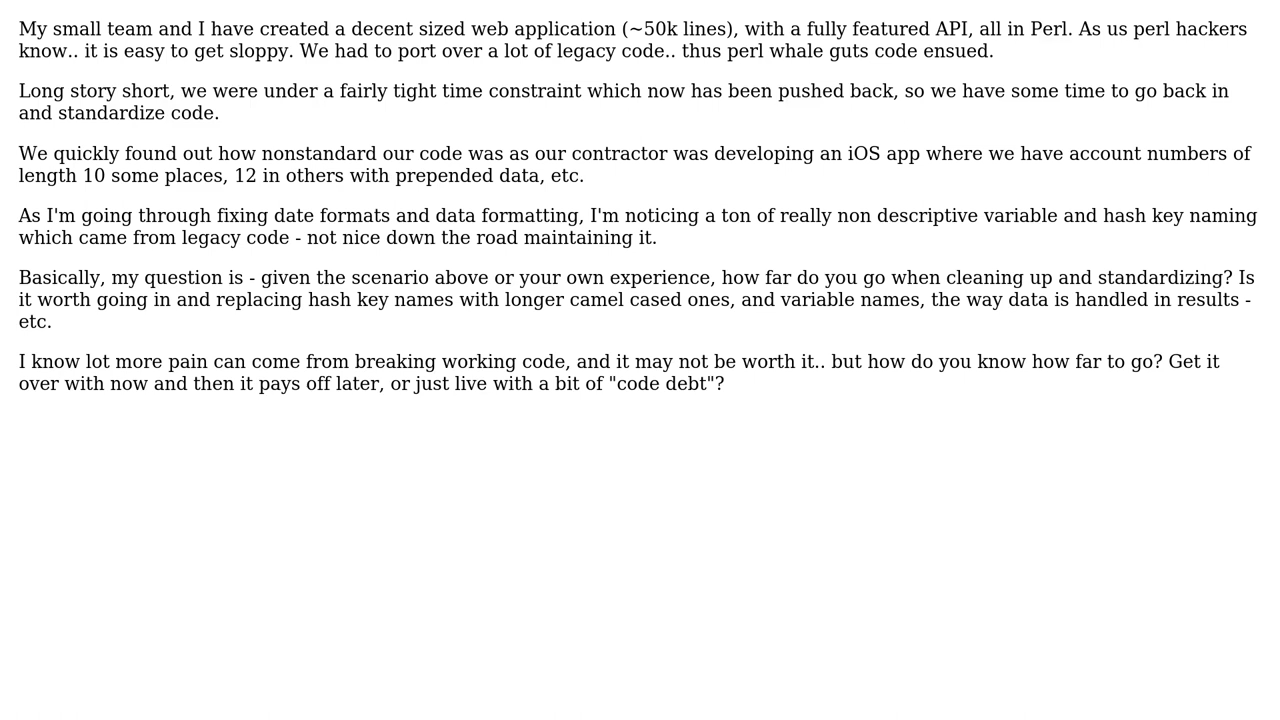 My small team and I have created a decent sized web application (~50k lines), with a fully featured API, all in Perl. As us perl hackers
know.. it is easy to get sloppy. We had to port over a lot of legacy code.. thus perl whale guts code ensued.
Long story short, we were under a fairly tight time constraint which now has been pushed back, so we have some time to go back in
and standardize code.
We quickly found out how nonstandard our code was as our contractor was developing an iOS app where we have account numbers of
length 10 some places, 12 in others with prepended data, etc.
As I'm going through fixing date formats and data formatting, I'm noticing a ton of really non descriptive variable and hash key naming
which came from legacy code - not nice down the road maintaining it.
Basically, my question is - given the scenario above or your own experience, how far do you go when cleaning up and standardizing? Is
it worth going in and replacing hash key names with longer camel cased ones, and variable names, the way data is handled in results -
etc.
I know lot more pain can come from breaking working code, and it may not be worth it.. but how do you know how far to go? Get it
over with now and then it pays off later, or just live with a bit of "code debt"?